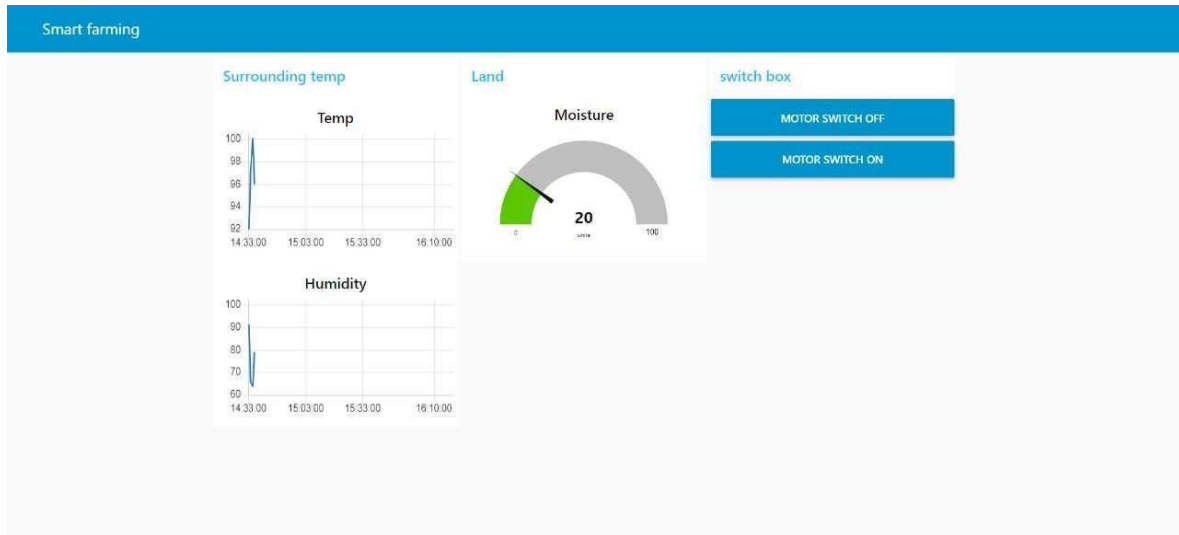 Smart farming
Surrounding temp
Temp
100
98
96
94
92
14:33:00 15:03:00 15:33:00 16:10:00
Humidity
100
90
80
70
60
14:33:00 15:03:00 15:33:00 16:10:00
Land
Moisture
20
units
0 100
switch box
MOTOR SWITCH OFF
MOTOR SWITCH ON